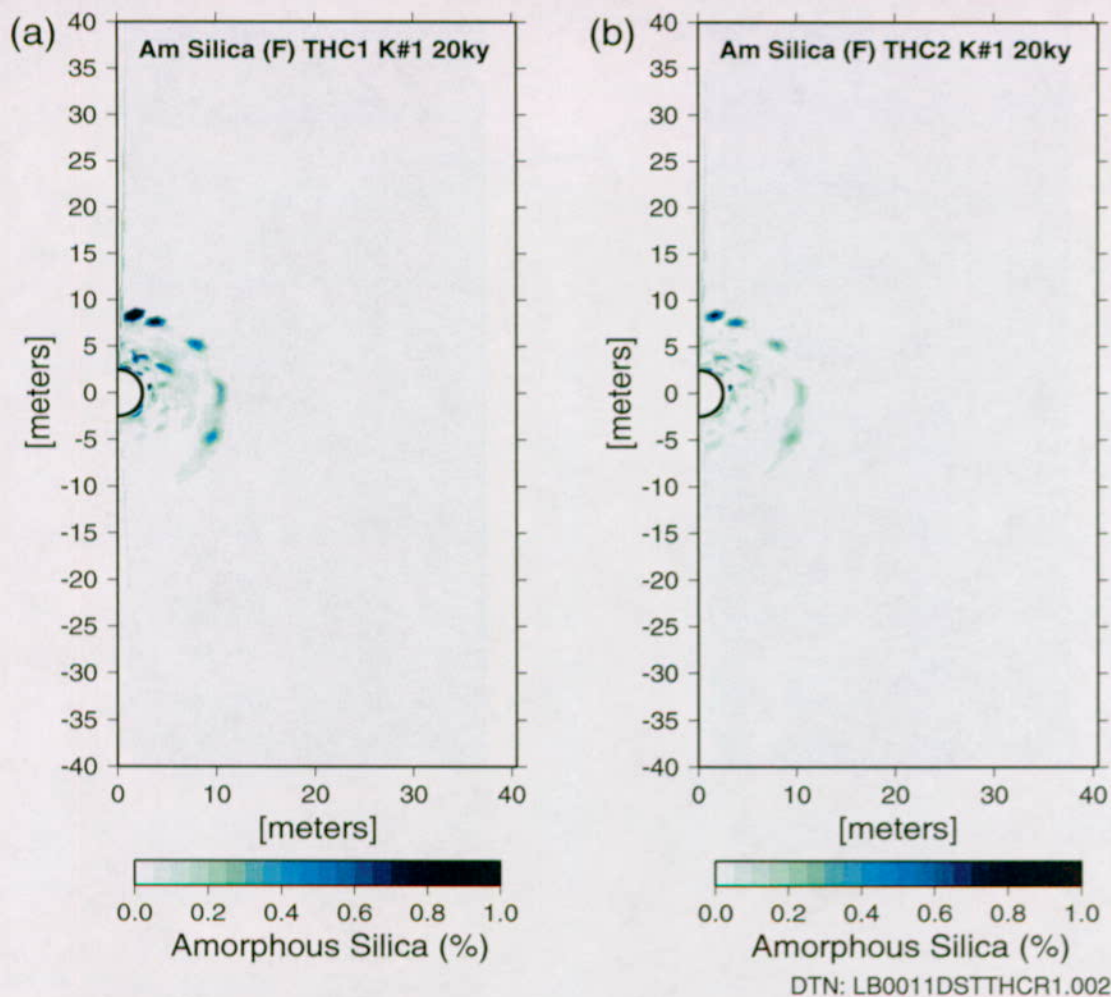 (a)
Am Silica (F) THC1 K#1 20ky
40
35
30
25
20
15
10
5
0
-5
-10
-15
-20
-25
-30
-35
-40
[meters]
0 10 20 30 40
[meters]
0.0 0.2 0.4 0.6 0.8 1.0
Amorphous Silica (%)
(b)
Am Silica (F) THC2 K#1 20ky
40
35
30
25
20
15
10
5
0
-5
-10
-15
-20
-25
-30
-35
-40
[meters]
0 10 20 30 40
[meters]
0.0 0.2 0.4 0.6 0.8 1.0
Amorphous Silica (%)
DTN: LB0011DSTTHCR1.002